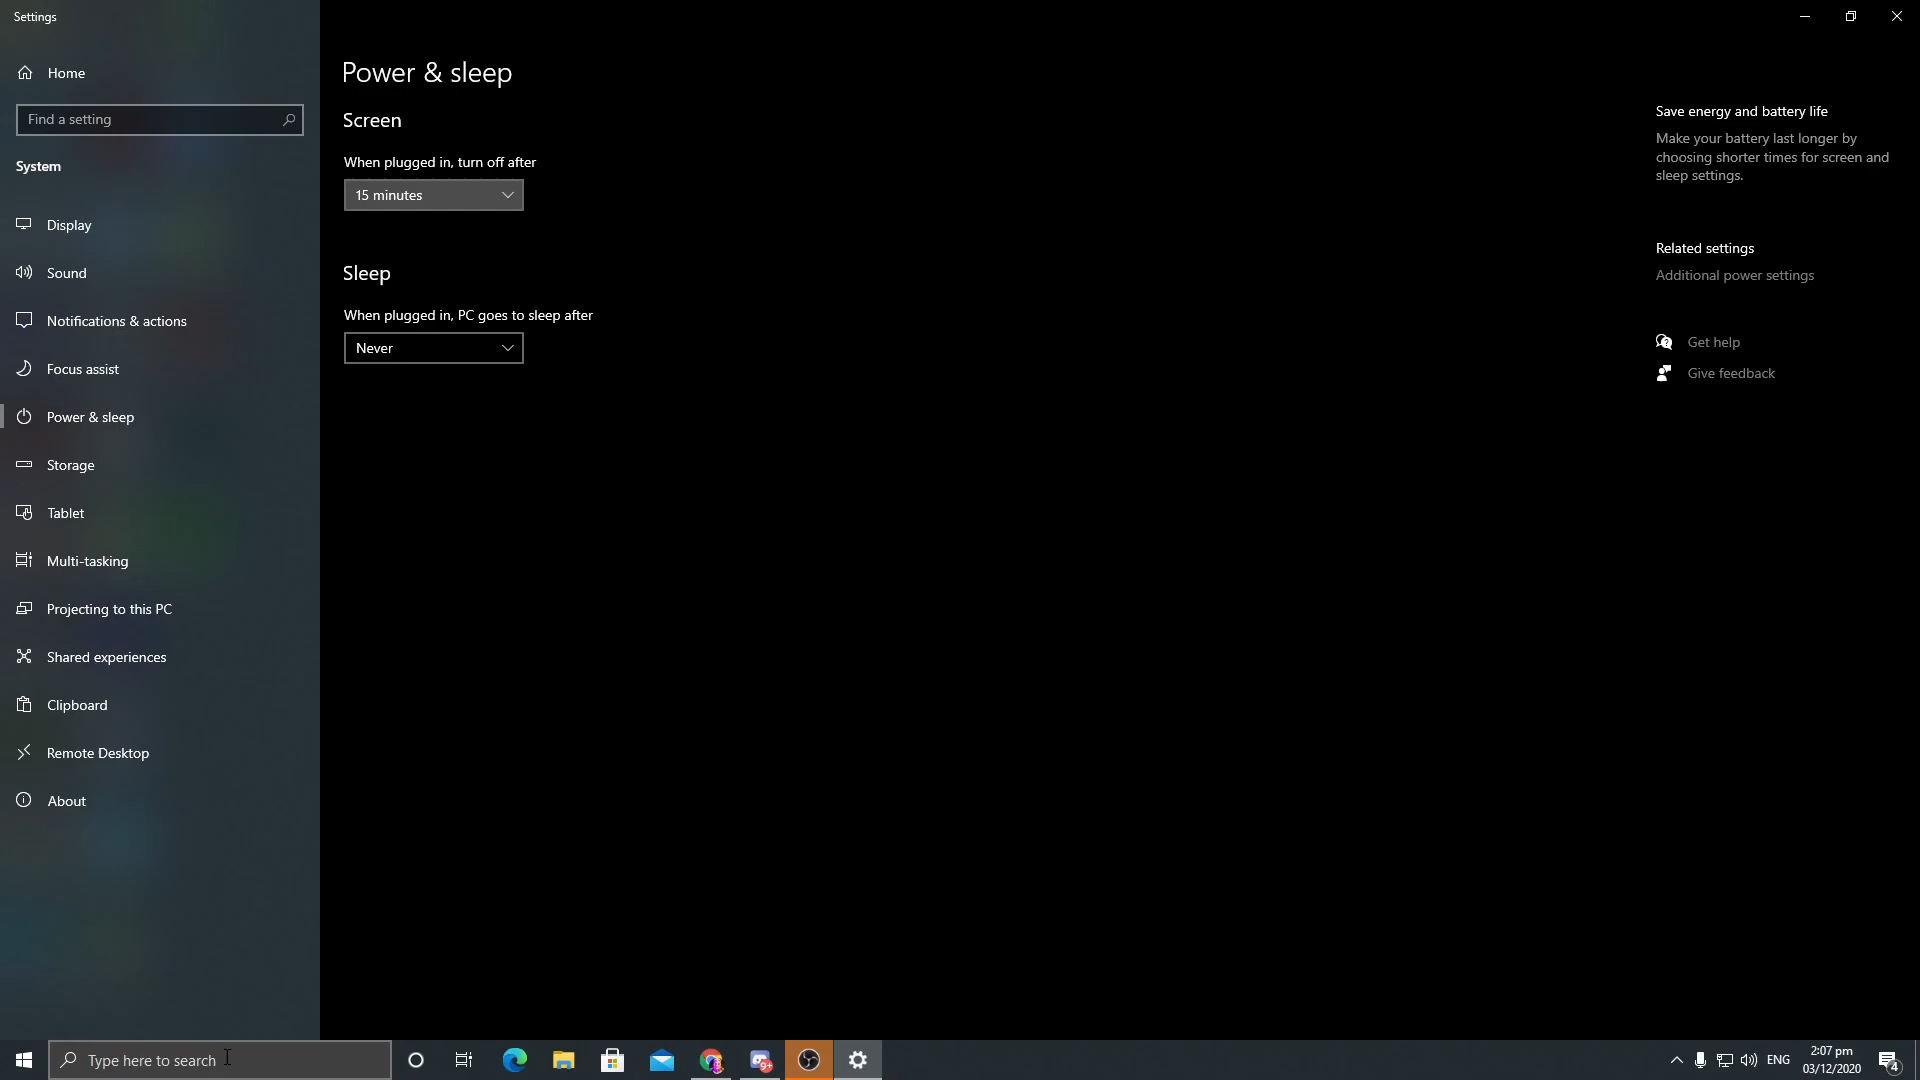 Settings
Home
Find a setting
System
Display
Sound
Notifications & actions
Focus assist
Power & sleep
Storage
Tablet
Multi-tasking
Projecting to this PC
Shared experiences
Clipboard
Remote Desktop
About
Power & sleep
Screen
When plugged in, turn off after
15 minutes
Sleep
When plugged in, PC goes to sleep after
Never
Save energy and battery life
Make your battery last longer by
choosing shorter times for screen and
sleep settings.
Related settings
Additional power settings
Get help
Give feedback
Type here to search
9+
ENG
2:07 pm
03/12/2020
4